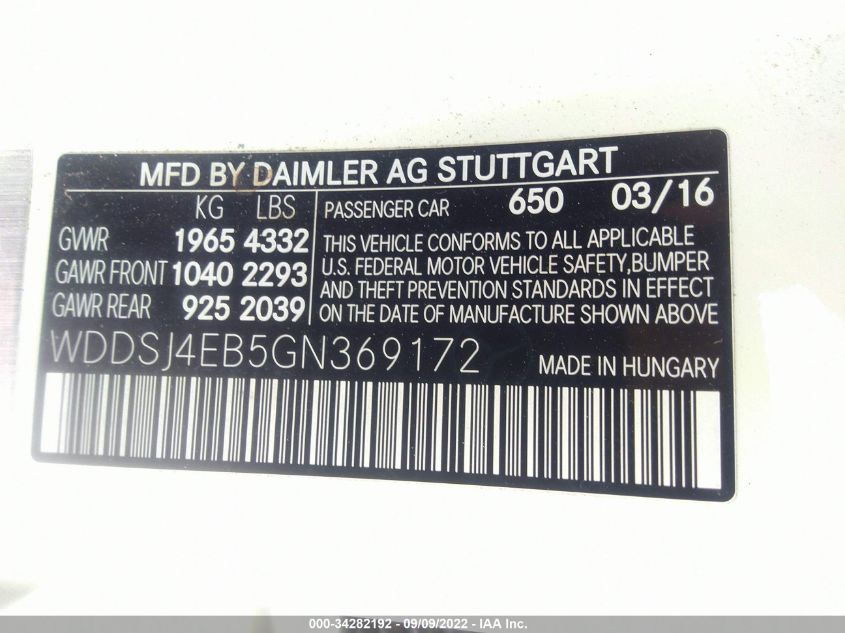 MFD BY DAIMLER AG STUTTGART
KG LBS
PASSENGER CAR 650 03/16
GVWR 1965 4332
GAWR FRONT 1040 2293
GAWR REAR 925 2039
THIS VEHICLE CONFORMS TO ALL APPLICABLE
U.S. FEDERAL MOTOR VEHICLE SAFETY,BUMPER
AND THEFT PREVENTION STANDARDS IN EFFECT
ON THE DATE OF MANUFACTURE SHOWN ABOVE
WDDSJ4EB5GN369172
MADE IN HUNGARY
000-34282192 - 09/09/2022 - IAA Inc.